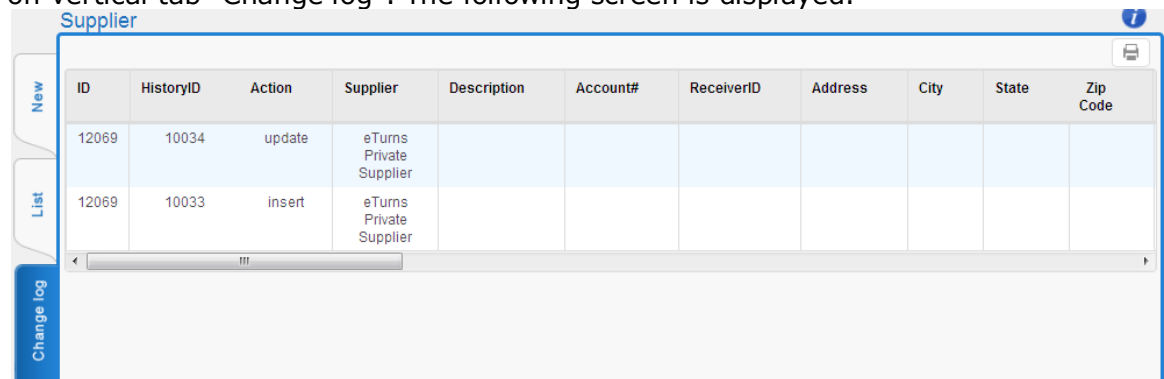 on vertical tab "Change log". The following screen is displayed.
Supplier
i
New
List
Change log
ID HistoryID Action Supplier Description Account# ReceiverID Address City State Zip
Code
12069 10034 update eTurns
Private
Supplier
12069 10033 insert eTurns
Private
Supplier